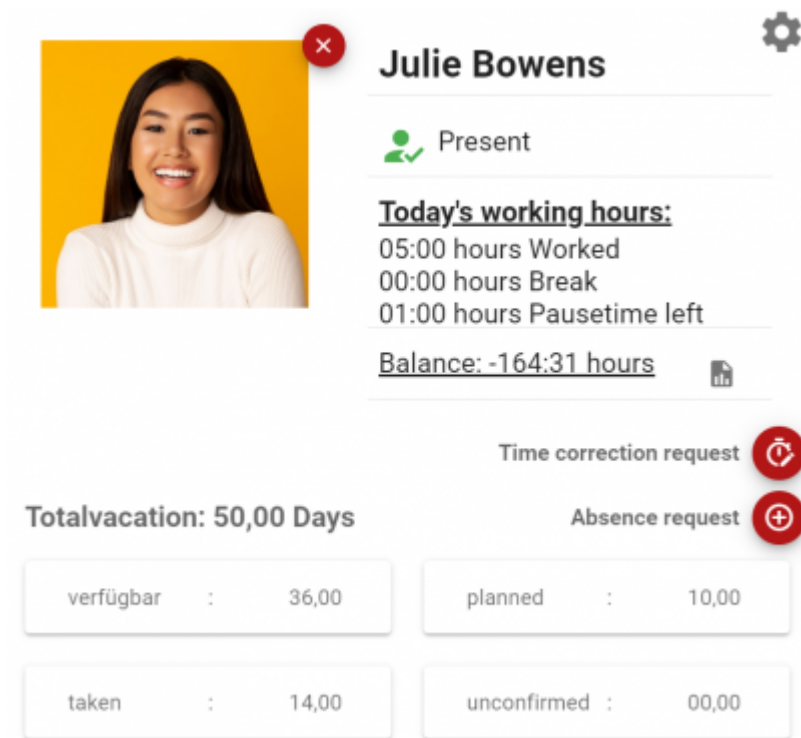 Julie Bowens
Present
Today's working hours:
05:00 hours Worked
00:00 hours Break
01:00 hours Pausetime left
Balance: -164:31 hours
Time correction request
Totalvacation: 50,00 Days
Absence request
verfügbar : 36,00
planned : 10,00
taken : 14,00
unconfirmed : 00,00